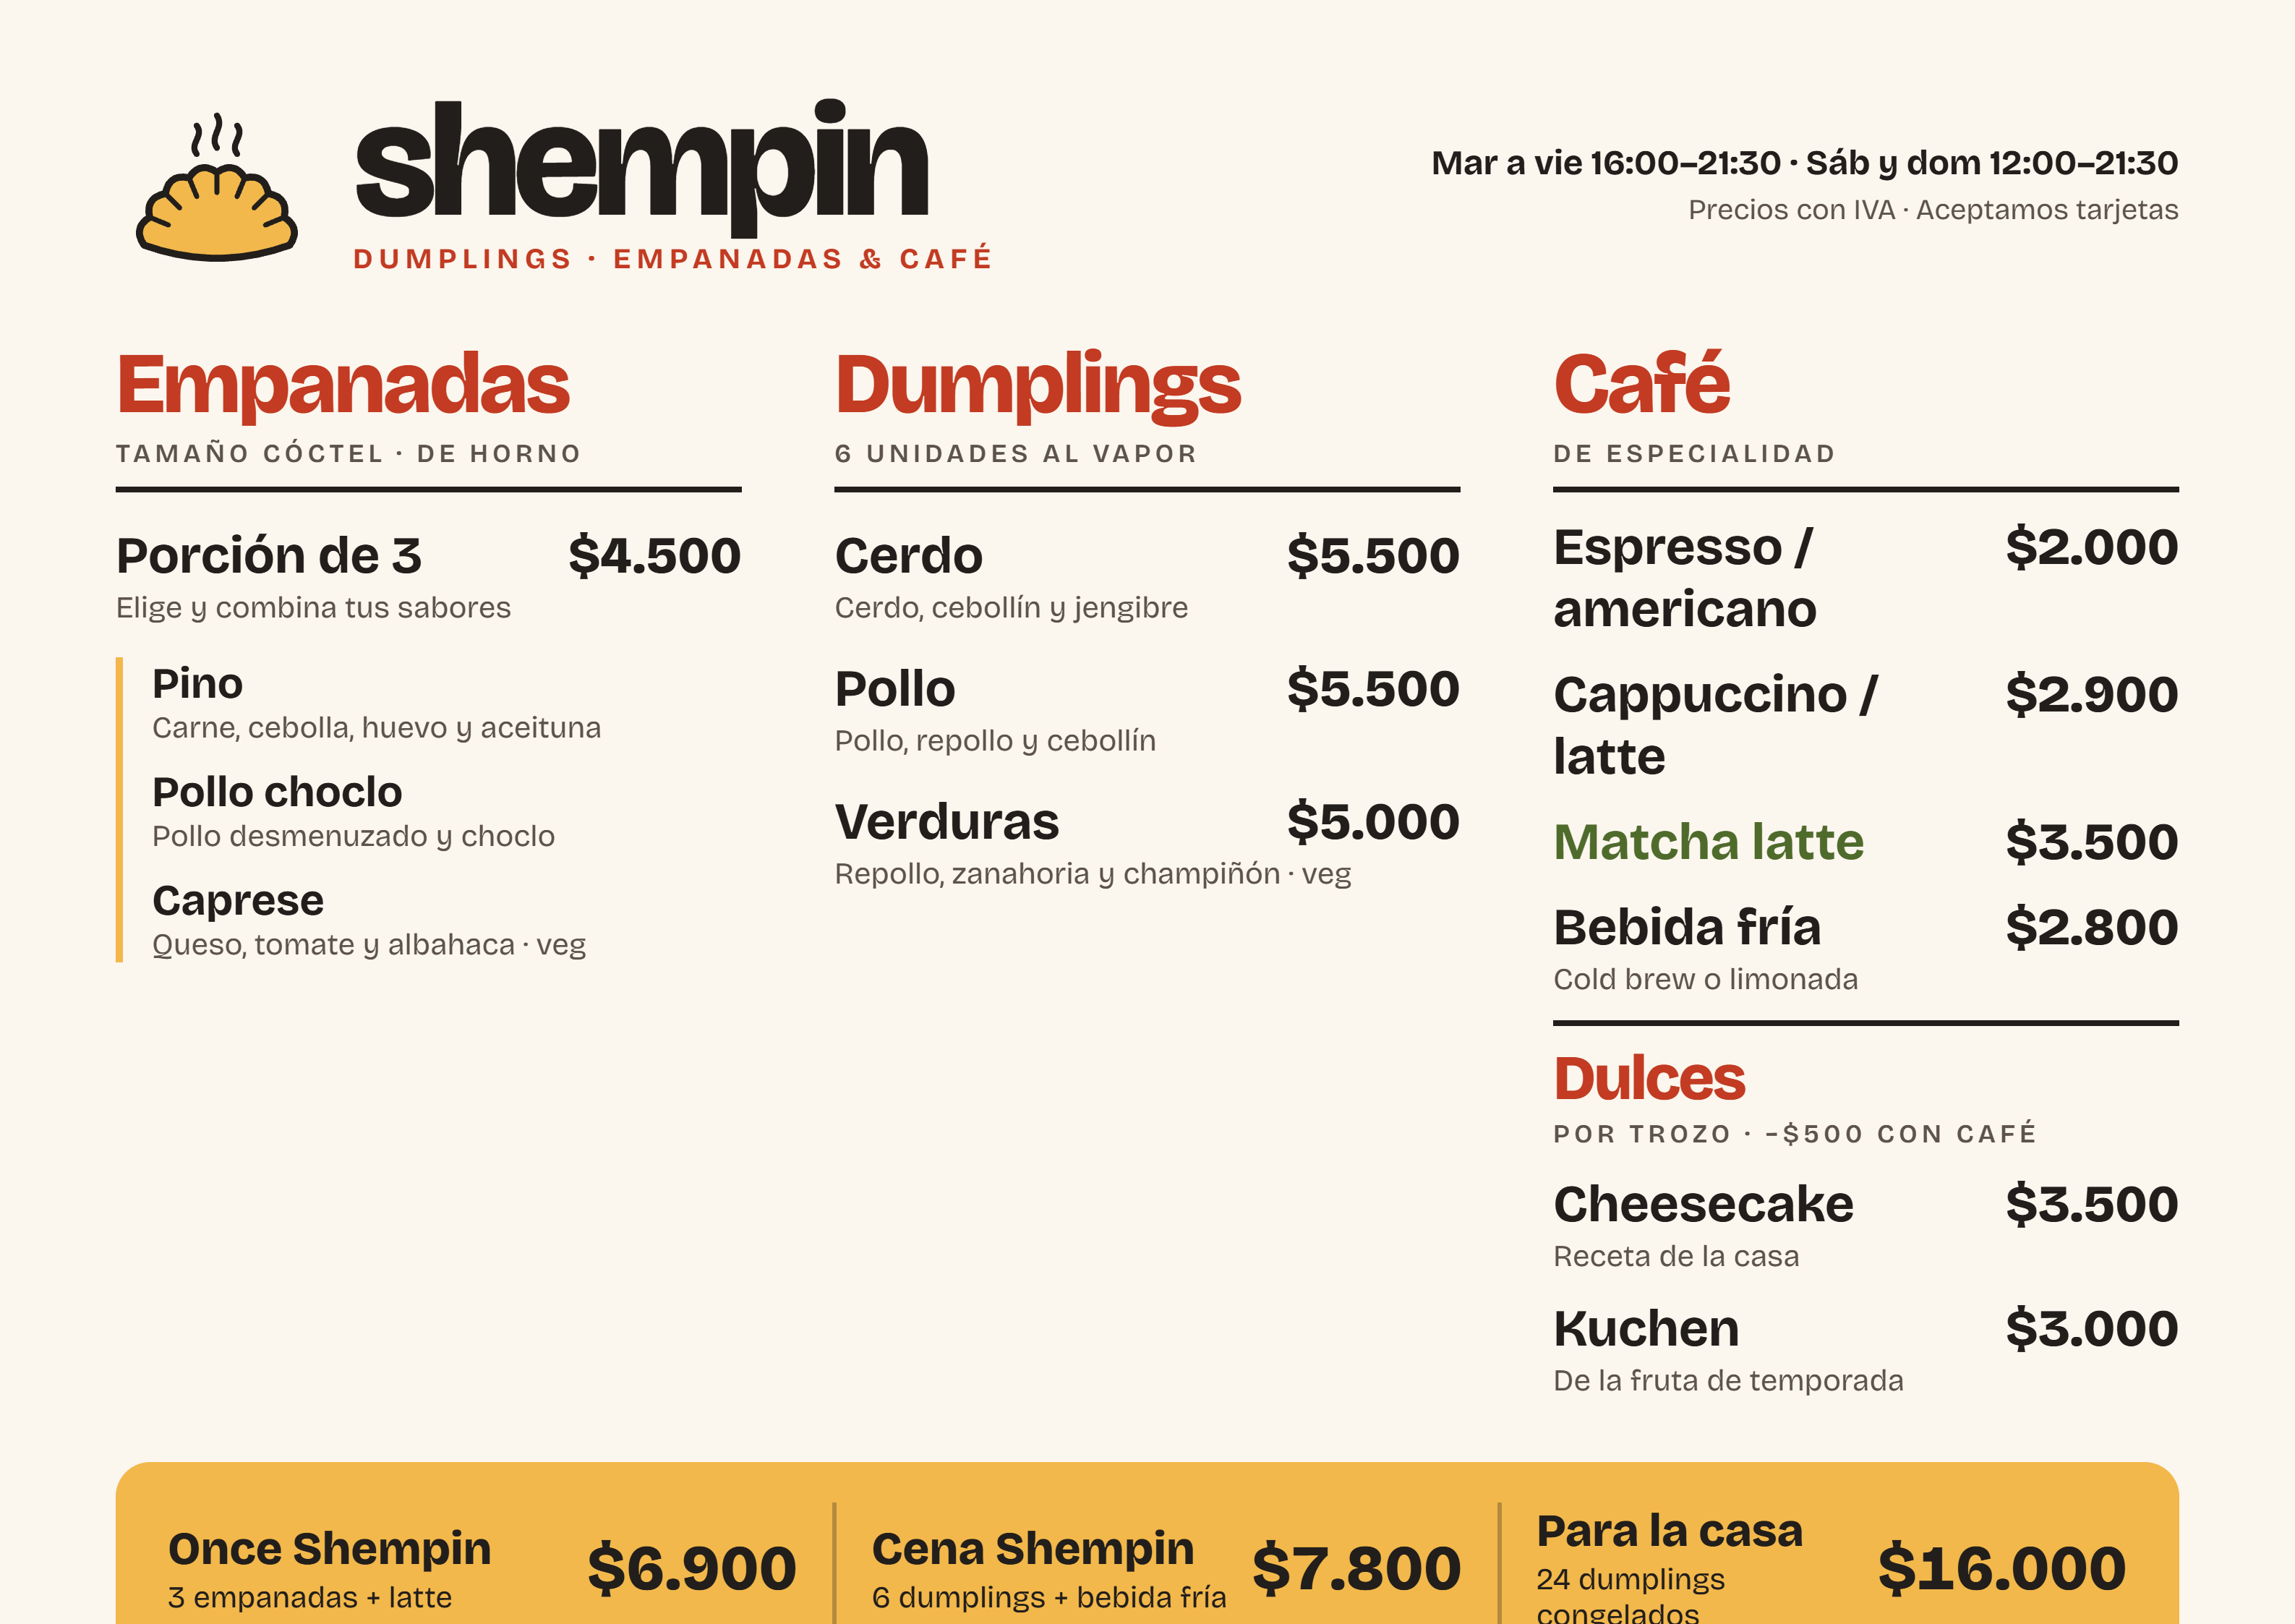 shempin
DUMPLINGS · EMPANADAS & CAFÉ
Mar a vie 16:00–21:30 · Sáb y dom 12:00–21:30
Precios con IVA · Aceptamos tarjetas
Empanadas
TAMAÑO CÓCTEL · DE HORNO
Porción de 3 $4.500
Elige y combina tus sabores
Pino
Carne, cebolla, huevo y aceituna
Pollo choclo
Pollo desmenuzado y choclo
Caprese
Queso, tomate y albahaca · veg
Dumplings
6 UNIDADES AL VAPOR
Cerdo $5.500
Cerdo, cebollín y jengibre
Pollo $5.500
Pollo, repollo y cebollín
Verduras $5.000
Repollo, zanahoria y champiñón · veg
Café
DE ESPECIALIDAD
Espresso / $2.000
americano
Cappuccino / $2.900
latte
Matcha latte $3.500
Bebida fría $2.800
Cold brew o limonada
Dulces
POR TROZO · –$500 CON CAFÉ
Cheesecake $3.500
Receta de la casa
Kuchen $3.000
De la fruta de temporada
Once Shempin $6.900
3 empanadas + latte
Cena Shempin $7.800
6 dumplings + bebida fría
Para la casa $16.000
24 dumplings
congelados